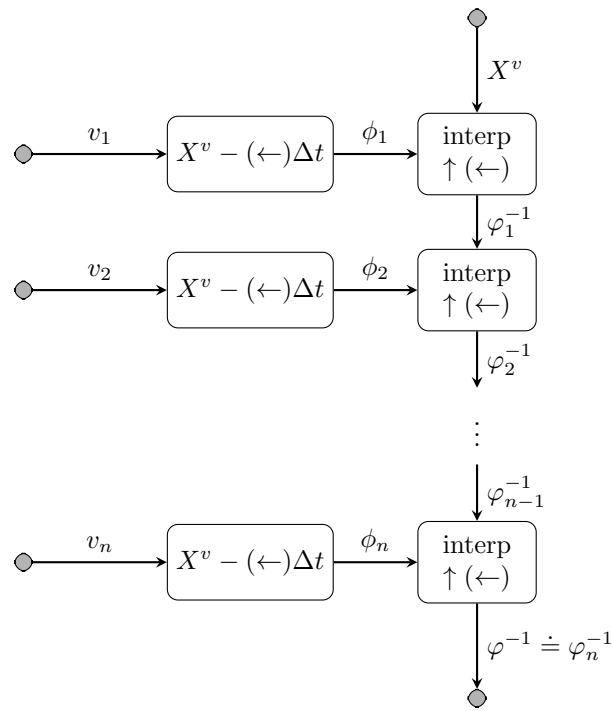 X^v
v_1 X^v − (←)Δt ϕ_1 interp
↑ (←)
φ_1^{-1}
v_2 X^v − (←)Δt ϕ_2 interp
↑ (←)
φ_2^{-1}
⋮
φ_{n−1}^{-1}
v_n X^v − (←)Δt ϕ_n interp
↑ (←)
φ^{-1} ≐ φ_n^{-1}